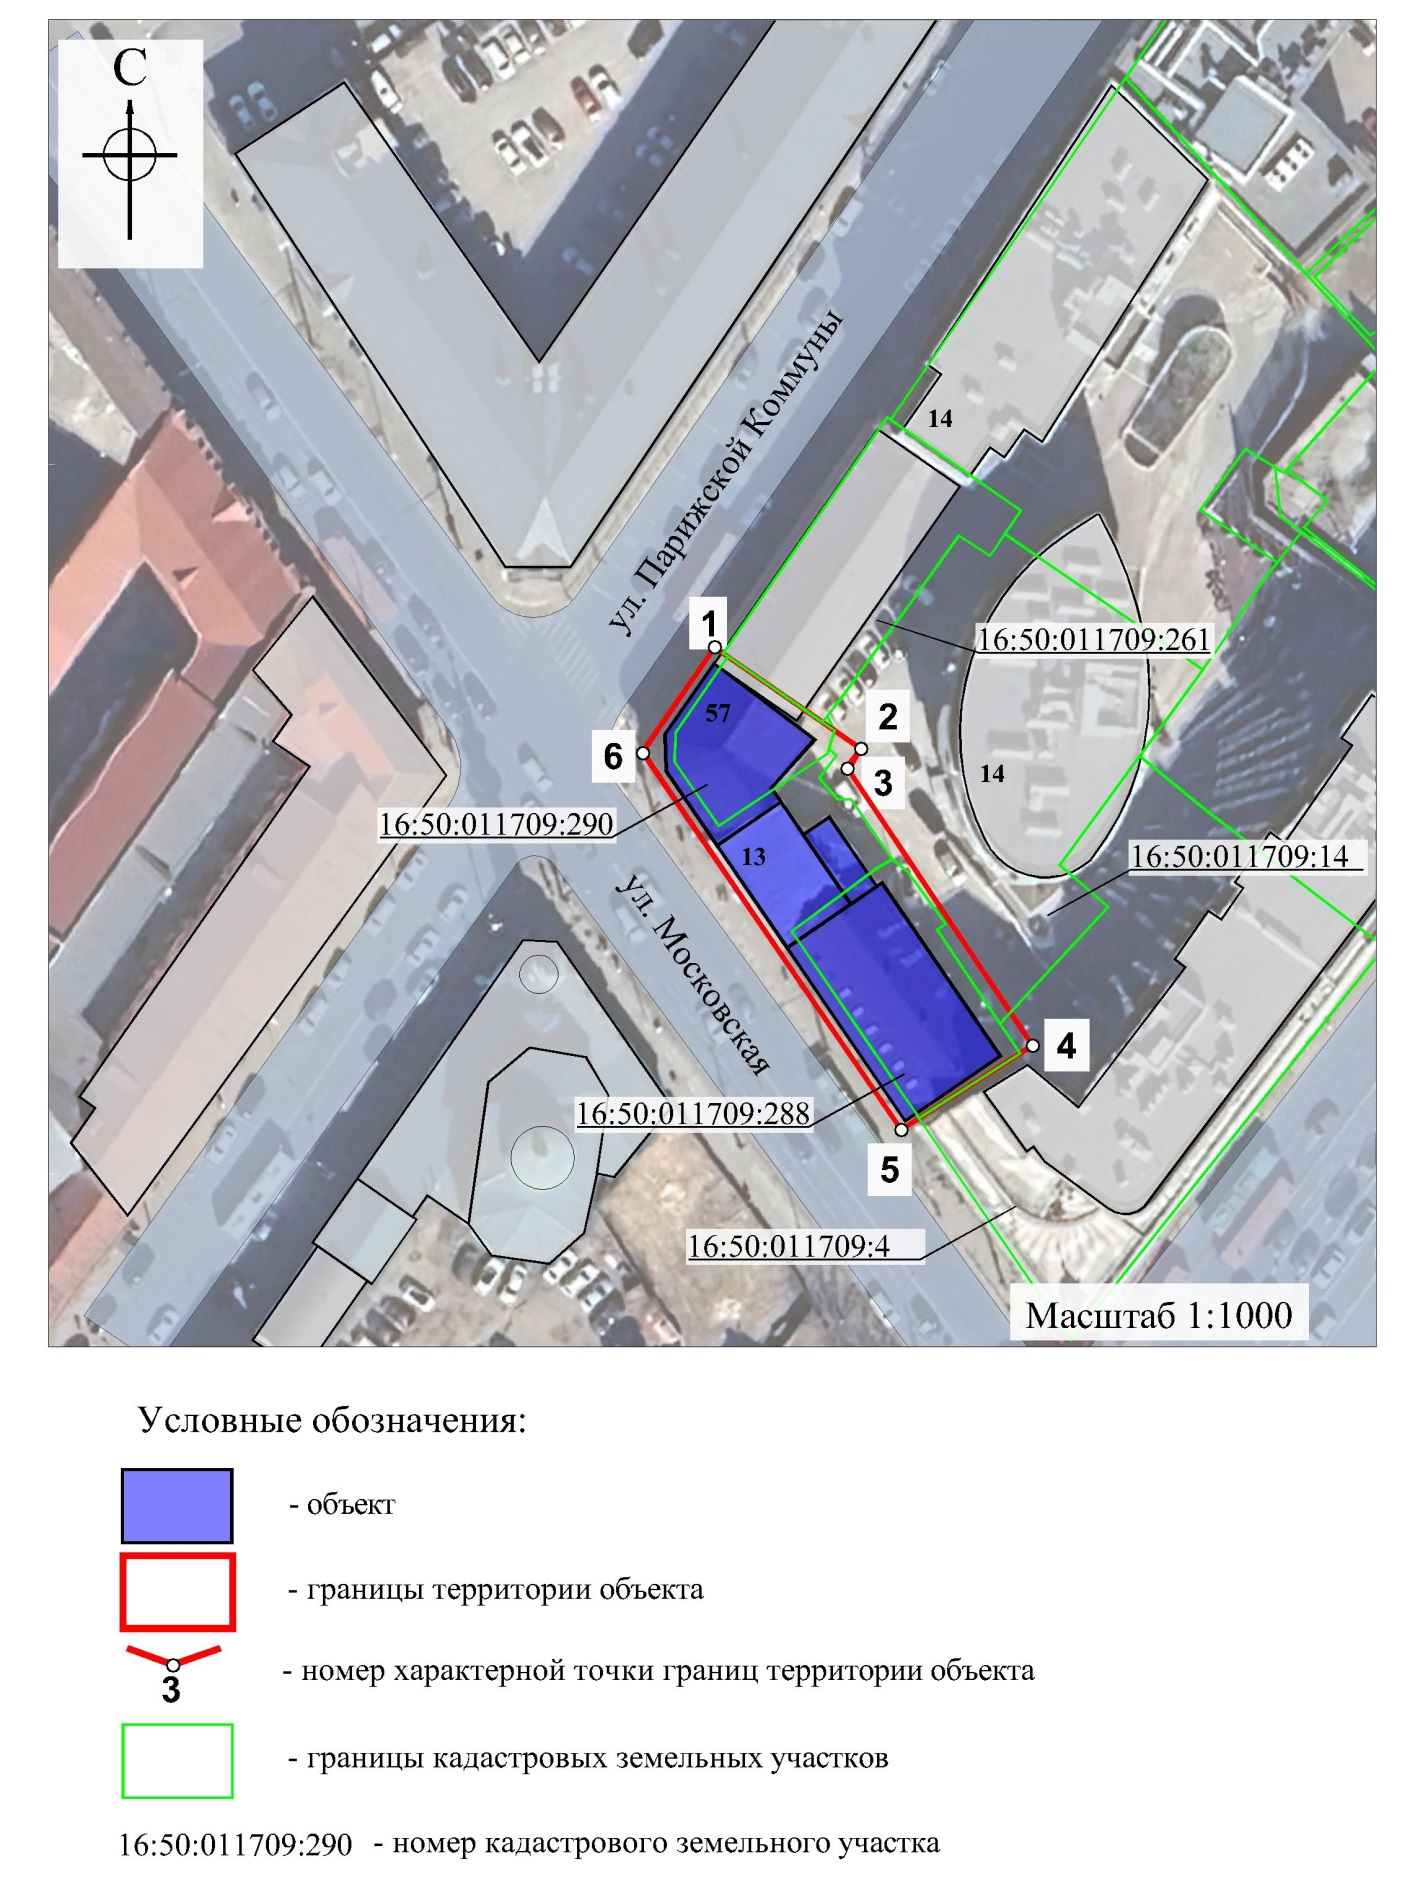 С
ул. Парижской Коммуны
14
1
16:50:011709:261
57
2
6
3
14
16:50:011709:290
13
16:50:011709:14
ул. Московская
4
16:50:011709:288
5
16:50:011709:4
Масштаб 1:1000
Условные обозначения:
- объект
- границы территории объекта
3 - номер характерной точки границ территории объекта
- границы кадастровых земельных участков
16:50:011709:290 - номер кадастрового земельного участка